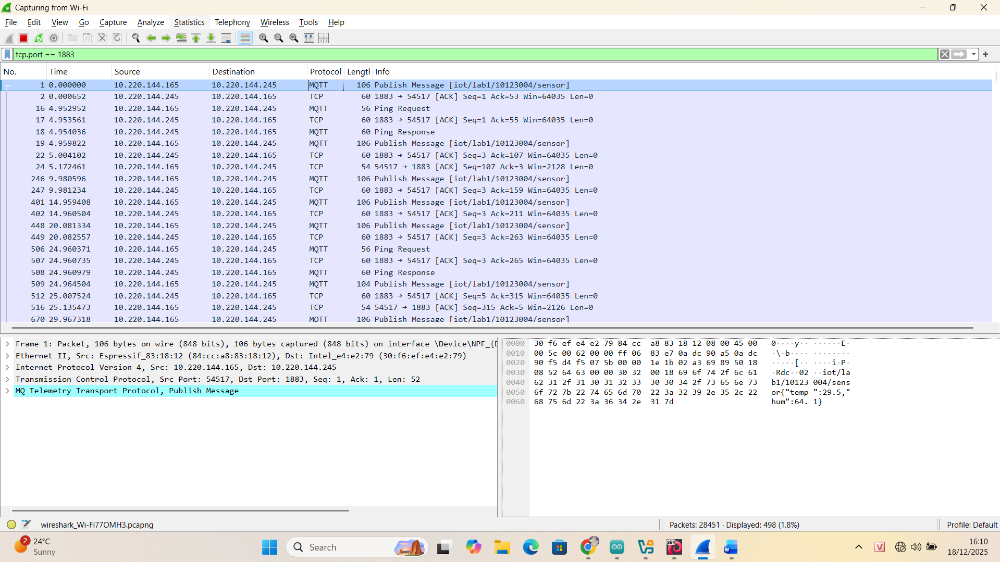 Capturing from Wi-Fi
File Edit View Go Capture Analyze Statistics Telephony Wireless Tools Help
tcp.port == 1883
No. Time Source Destination Protocol Length Info
1 0.000000 10.220.144.165 10.220.144.245 MQTT 106 Publish Message [iot/lab1/10123004/sensor]
2 0.000652 10.220.144.245 10.220.144.165 TCP 60 1883 → 54517 [ACK] Seq=1 Ack=53 Win=64035 Len=0
16 4.952952 10.220.144.165 10.220.144.245 MQTT 56 Ping Request
17 4.953561 10.220.144.245 10.220.144.165 TCP 60 1883 → 54517 [ACK] Seq=1 Ack=55 Win=64035 Len=0
18 4.954036 10.220.144.245 10.220.144.165 MQTT 60 Ping Response
19 4.959822 10.220.144.165 10.220.144.245 MQTT 106 Publish Message [iot/lab1/10123004/sensor]
22 5.004102 10.220.144.245 10.220.144.165 TCP 60 1883 → 54517 [ACK] Seq=3 Ack=107 Win=64035 Len=0
24 5.172461 10.220.144.165 10.220.144.245 TCP 54 54517 → 1883 [ACK] Seq=107 Ack=3 Win=2128 Len=0
246 9.980596 10.220.144.165 10.220.144.245 MQTT 106 Publish Message [iot/lab1/10123004/sensor]
247 9.981234 10.220.144.245 10.220.144.165 TCP 60 1883 → 54517 [ACK] Seq=3 Ack=159 Win=64035 Len=0
401 14.959408 10.220.144.165 10.220.144.245 MQTT 106 Publish Message [iot/lab1/10123004/sensor]
402 14.960504 10.220.144.245 10.220.144.165 TCP 60 1883 → 54517 [ACK] Seq=3 Ack=211 Win=64035 Len=0
448 20.081334 10.220.144.165 10.220.144.245 MQTT 106 Publish Message [iot/lab1/10123004/sensor]
449 20.082557 10.220.144.245 10.220.144.165 TCP 60 1883 → 54517 [ACK] Seq=3 Ack=263 Win=64035 Len=0
506 24.960371 10.220.144.165 10.220.144.245 MQTT 56 Ping Request
507 24.960735 10.220.144.245 10.220.144.165 TCP 60 1883 → 54517 [ACK] Seq=3 Ack=265 Win=64035 Len=0
508 24.960979 10.220.144.245 10.220.144.165 MQTT 60 Ping Response
509 24.964504 10.220.144.165 10.220.144.245 MQTT 104 Publish Message [iot/lab1/10123004/sensor]
512 25.007524 10.220.144.245 10.220.144.165 TCP 60 1883 → 54517 [ACK] Seq=5 Ack=315 Win=64035 Len=0
516 25.135473 10.220.144.165 10.220.144.245 TCP 54 54517 → 1883 [ACK] Seq=315 Ack=5 Win=2126 Len=0
670 29.967318 10.220.144.165 10.220.144.245 MQTT 106 Publish Message [iot/lab1/10123004/sensor]
Frame 1: Packet, 106 bytes on wire (848 bits), 106 bytes captured (848 bits) on interface \Device\NPF_{D
Ethernet II, Src: Espressif_83:18:12 (84:cc:a8:83:18:12), Dst: Intel_e4:e2:79 (30:f6:ef:e4:e2:79)
Internet Protocol Version 4, Src: 10.220.144.165, Dst: 10.220.144.245
Transmission Control Protocol, Src Port: 54517, Dst Port: 1883, Seq: 1, Ack: 1, Len: 52
MQ Telemetry Transport Protocol, Publish Message
0000 30 f6 ef e4 e2 79 84 cc a8 83 18 12 08 00 45 00 0····y·· ······E·
0010 00 5c 00 62 00 00 ff 06 83 e7 0a dc 90 a5 0a dc ·\·b···· ········
0020 90 f5 d4 f5 07 5b 00 00 1e 1b 02 a3 69 89 50 18 ·····[·· ····i·P·
0030 08 52 64 63 00 00 30 32 00 18 69 6f 74 2f 6c 61 ·Rdc··02 ··iot/la
0040 62 31 2f 31 30 31 32 33 30 30 34 2f 73 65 6e 73 b1/10123 004/sens
0050 6f 72 7b 22 74 65 6d 70 22 3a 32 39 2e 35 2c 22 or{"temp ":29.5,"
0060 68 75 6d 22 3a 36 34 2e 31 7d hum":64. 1}
wireshark_Wi-Fi77OMH3.pcapng Packets: 28451 · Displayed: 498 (1.8%) Profile: Default
2 24°C
Sunny
Search
x64
W
V
16:10
18/12/2025